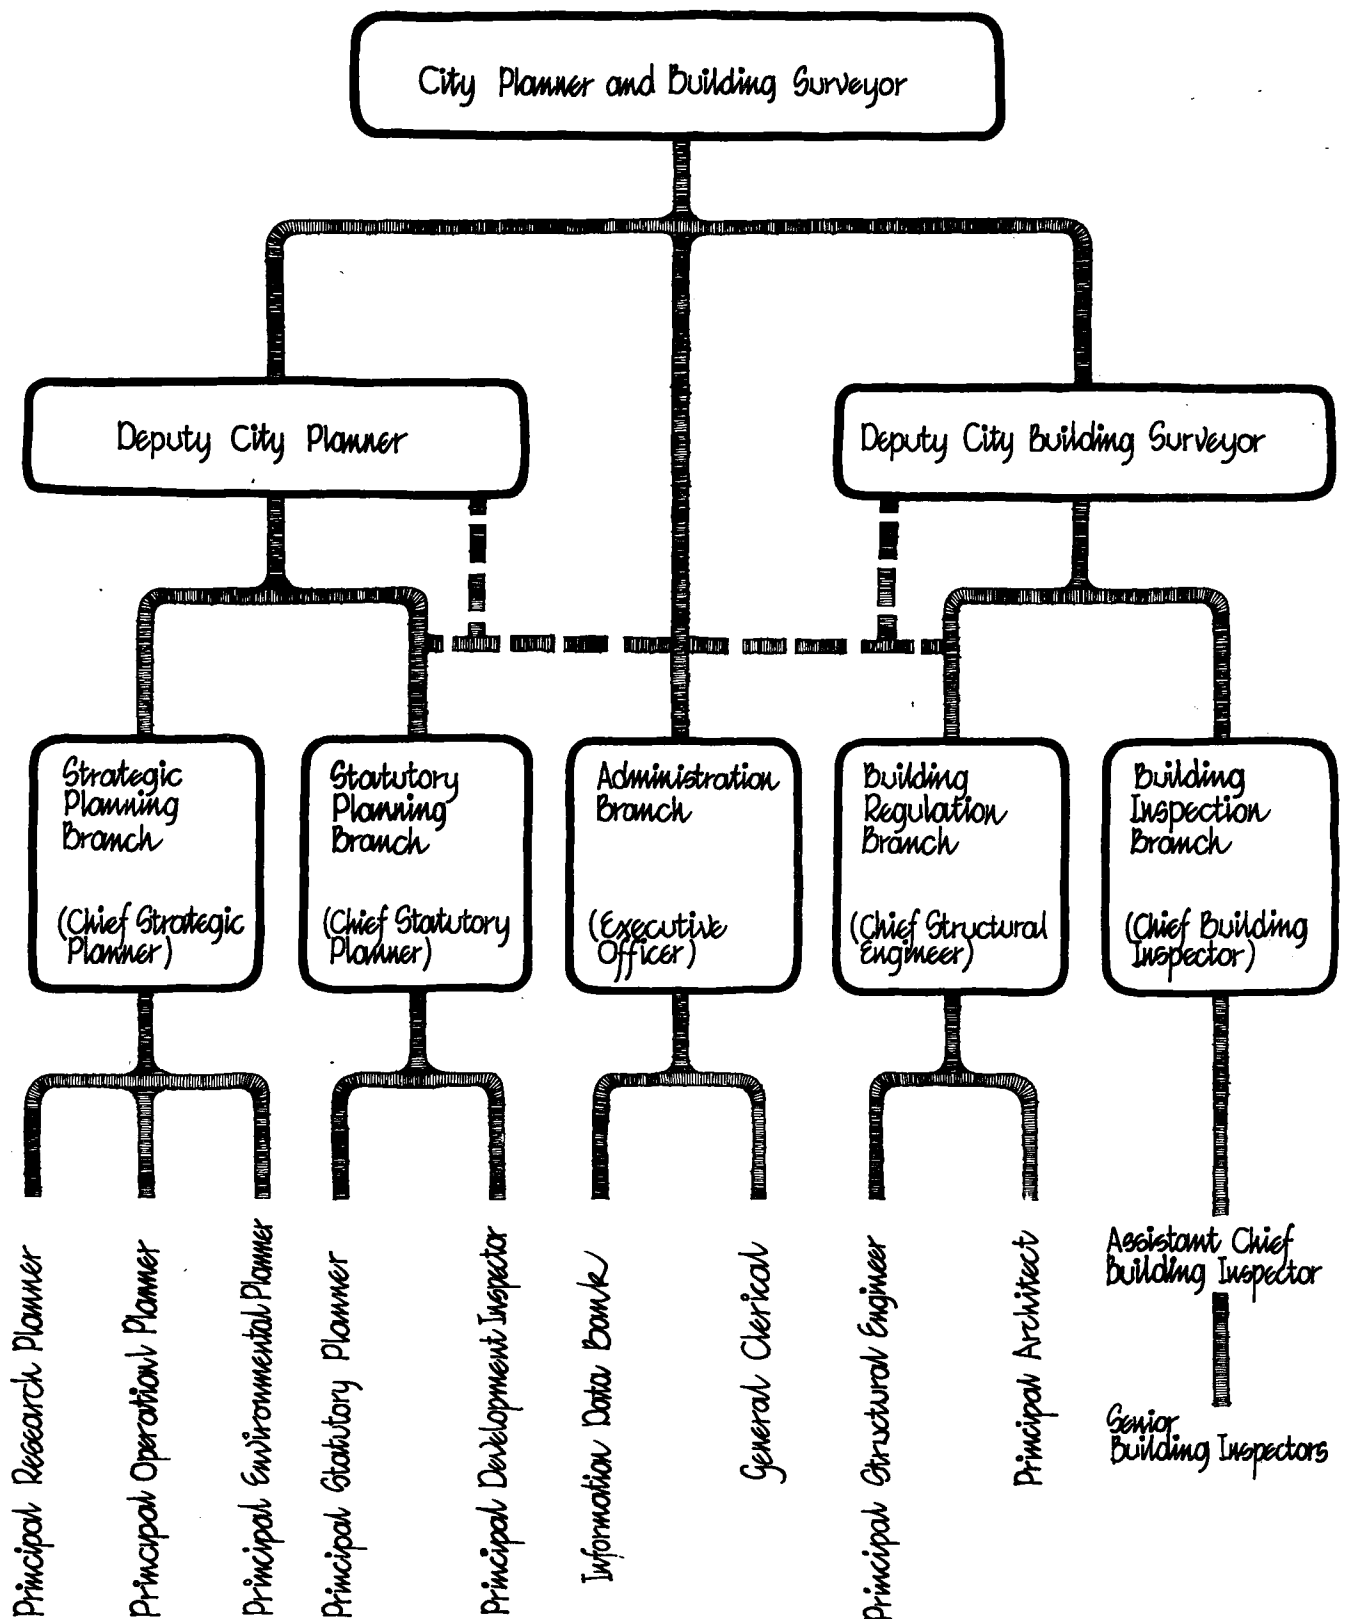 City Planner and Building Surveyor
Deputy City Planner
Deputy City Building Surveyor
Strategic
Planning
Branch
(Chief Strategic
Planner)
Statutory
Planning
Branch
(Chief Statutory
Planner)
Administration
Branch
(Executive
Officer)
Building
Regulation
Branch
(Chief Structural
Engineer)
Building
Inspection
Branch
(Chief Building
Inspector)
Principal Research Planner
Principal Operationl Planner
Principal Environmental Planner
Principal Statutory Planner
Principal Development Inspector
Information Data Bank
General Clerical
Principal Structural Engineer
Principal Architect
Assistant Chief
Building Inspector
Senior
Building Inspectors